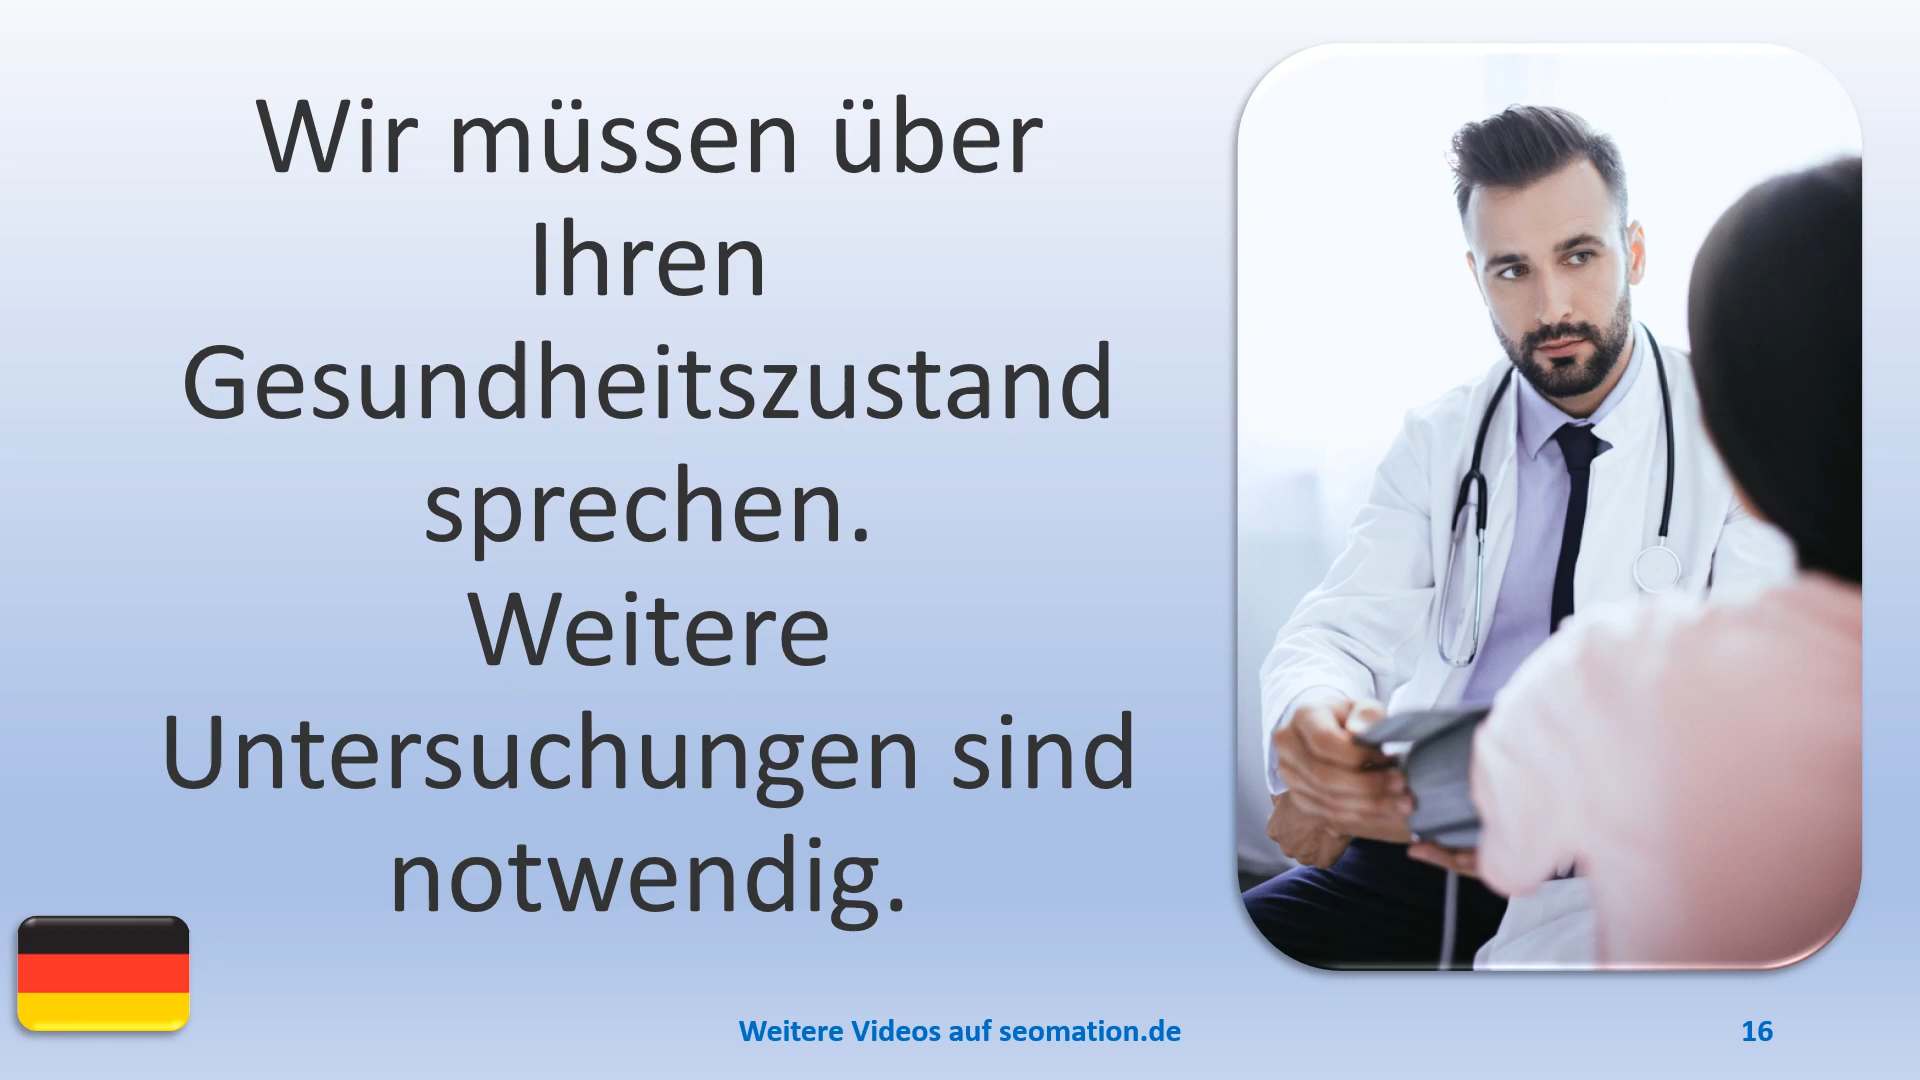 Wir müssen über
Ihren
Gesundheitszustand
sprechen.
Weitere
Untersuchungen sind
notwendig.
Weitere Videos auf seomation.de
16